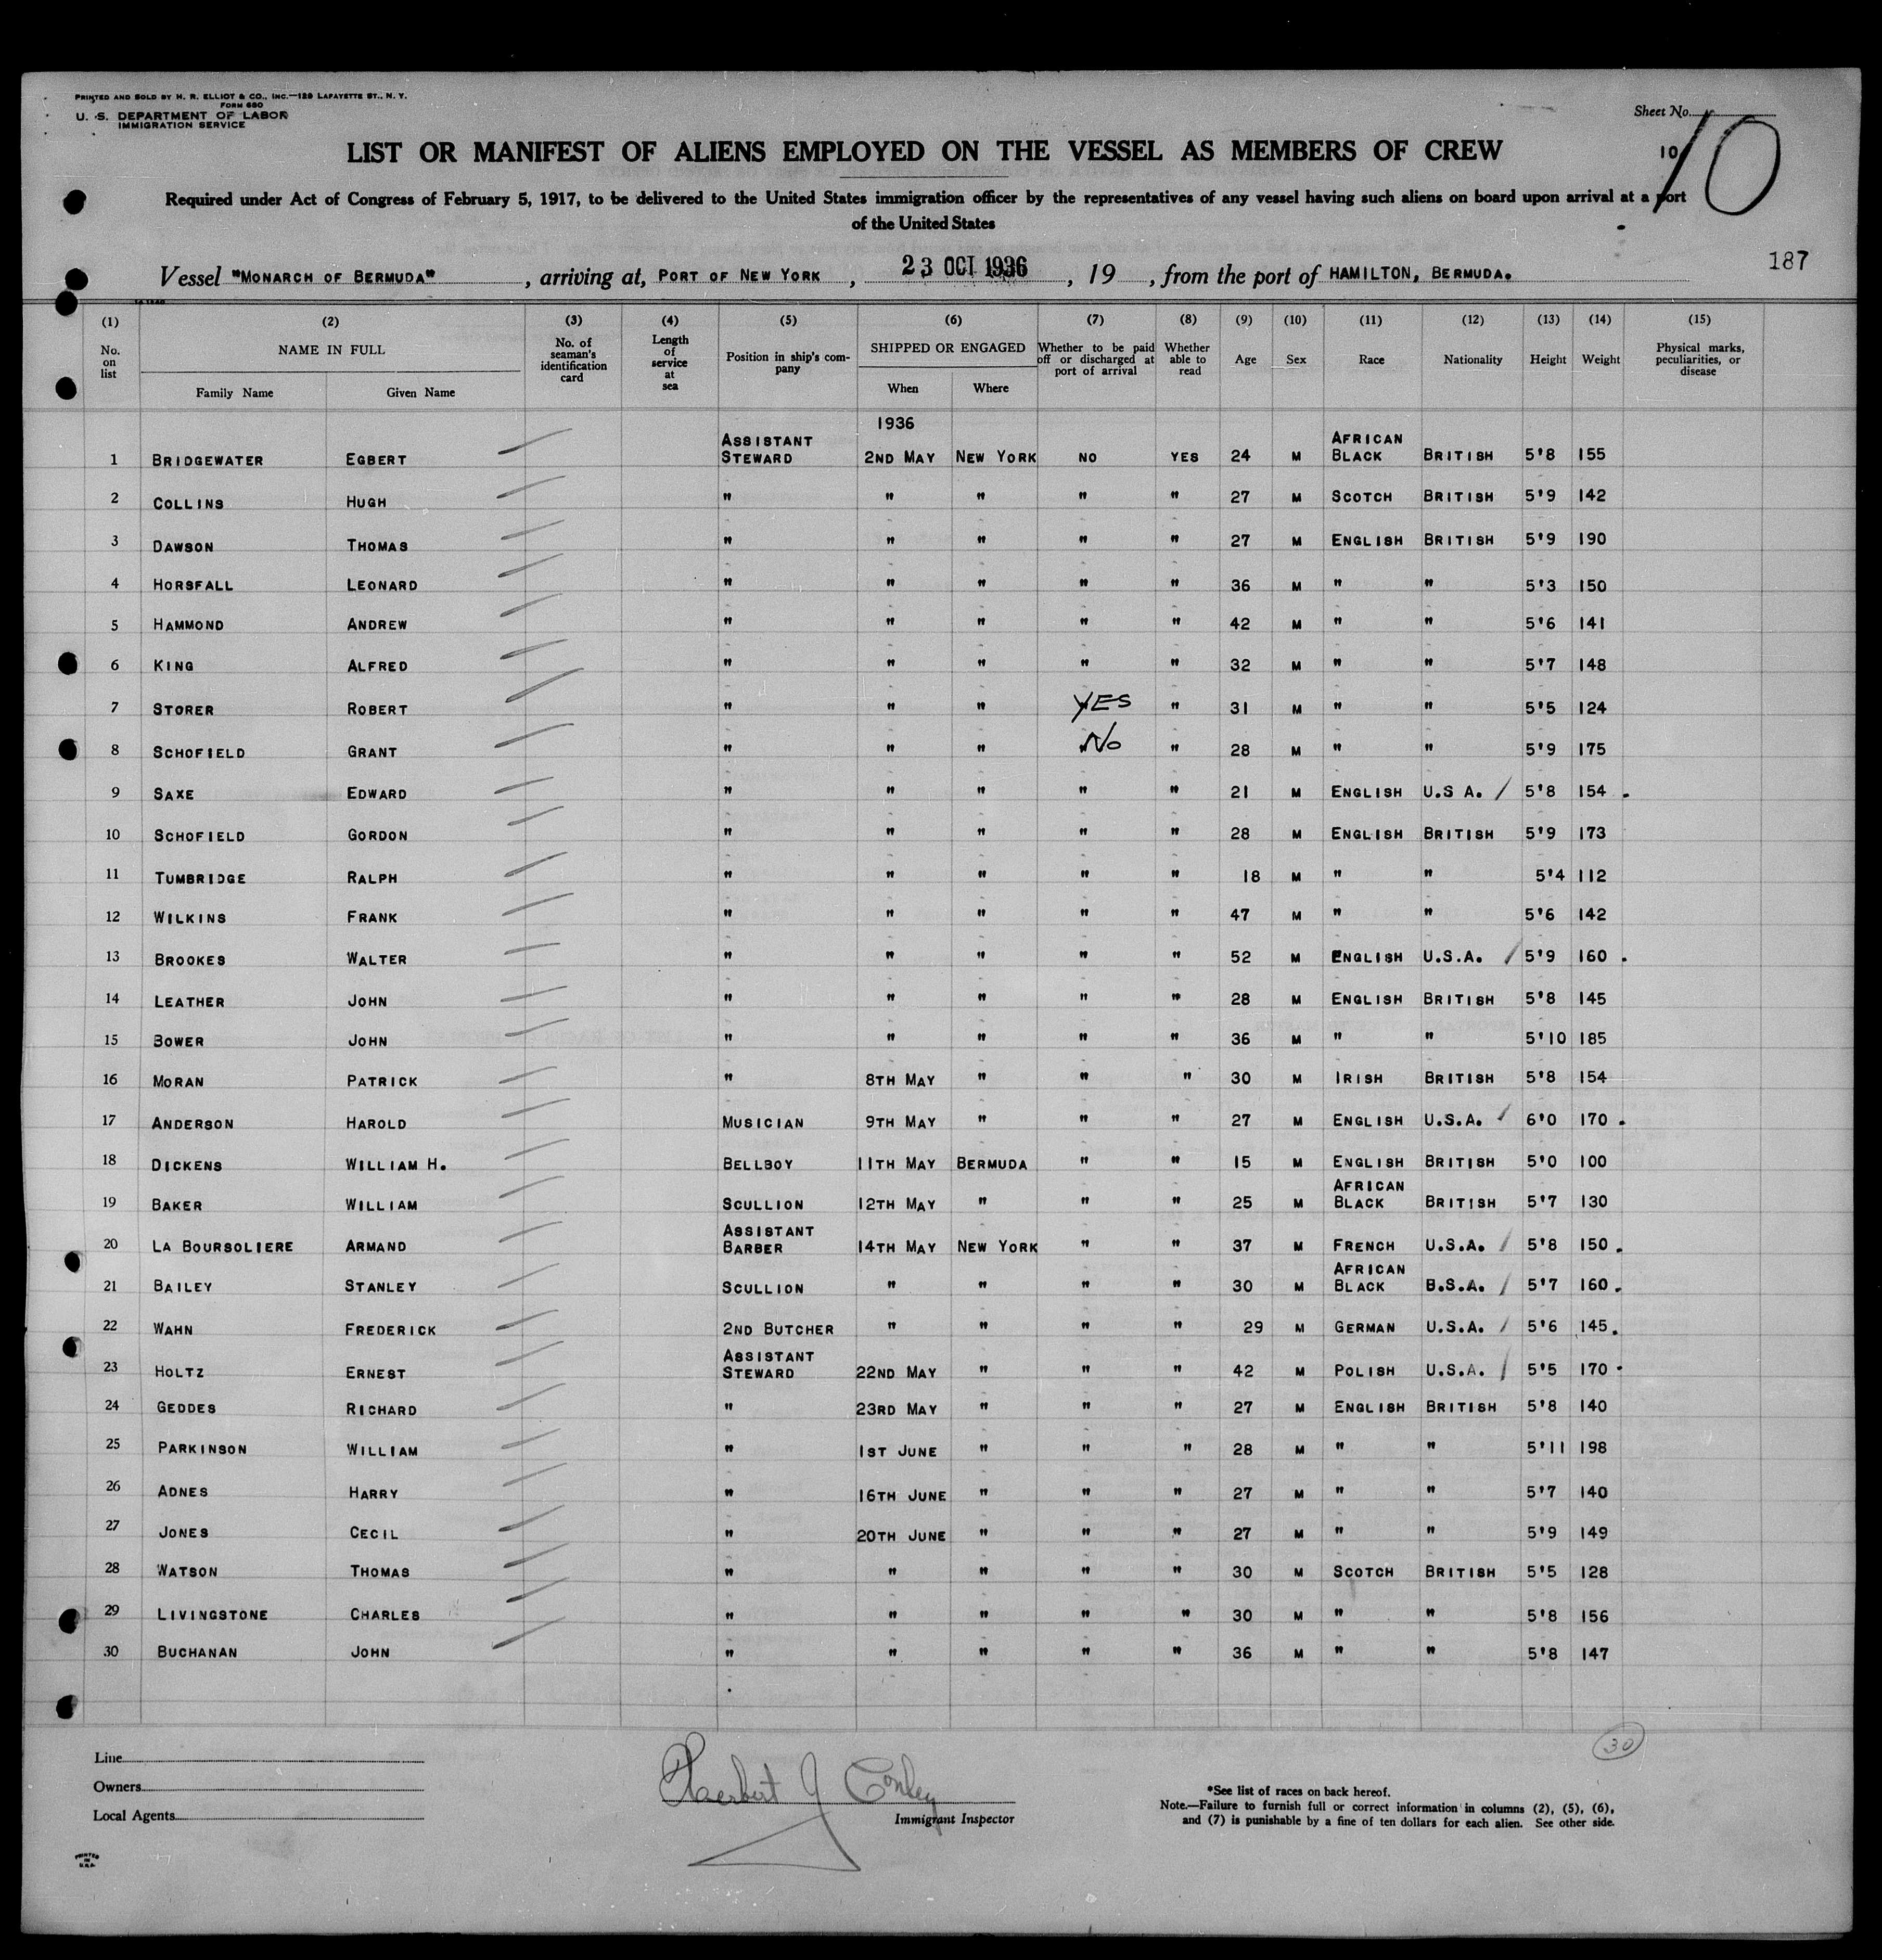 PRINTED AND SOLD BY H. R. ELLIOT & CO., INC.—129 LAFAYETTE ST., N. Y.
FORM 680
U. S. DEPARTMENT OF LABOR
IMMIGRATION SERVICE
Sheet No.
10
10
LIST OR MANIFEST OF ALIENS EMPLOYED ON THE VESSEL AS MEMBERS OF CREW
Required under Act of Congress of February 5, 1917, to be delivered to the United States immigration officer by the representatives of any vessel having such aliens on board upon arrival at a port
of the United States
187
Vessel "MONARCH OF BERMUDA", arriving at, PORT OF NEW YORK, 23 OCT 1936, 19 , from the port of HAMILTON, BERMUDA.
(1) (2) (3) (4) (5) (6) (7) (8) (9) (10) (11) (12) (13) (14) (15)
No. on list NAME IN FULL Family Name Given Name No. of seaman's identification card Length of service at sea Position in ship's company SHIPPED OR ENGAGED When Where Whether to be paid off or discharged at port of arrival Whether able to read Age Sex Race Nationality Height Weight Physical marks, peculiarities, or disease
1936
1 BRIDGEWATER EGBERT ASSISTANT STEWARD 2ND MAY NEW YORK NO YES 24 M AFRICAN BLACK BRITISH 5'8 155
2 COLLINS HUGH " " " " " 27 M SCOTCH BRITISH 5'9 142
3 DAWSON THOMAS " " " " " 27 M ENGLISH BRITISH 5'9 190
4 HORSFALL LEONARD " " " " " 36 M " " 5'3 150
5 HAMMOND ANDREW " " " " " 42 M " " 5'6 141
6 KING ALFRED " " " " " 32 M " " 5'7 148
7 STORER ROBERT " " " YES " 31 M " " 5'5 124
8 SCHOFIELD GRANT " " " No " 28 M " " 5'9 175
9 SAXE EDWARD " " " " " 21 M ENGLISH U.S A. 5'8 154
10 SCHOFIELD GORDON " " " " " 28 M ENGLISH BRITISH 5'9 173
11 TUMBRIDGE RALPH " " " " " 18 M " " 5'4 112
12 WILKINS FRANK " " " " " 47 M " " 5'6 142
13 BROOKES WALTER " " " " " 52 M ENGLISH U.S.A. 5'9 160
14 LEATHER JOHN " " " " " 28 M ENGLISH BRITISH 5'8 145
15 BOWER JOHN " " " " " 36 M " " 5'10 185
16 MORAN PATRICK " 8TH MAY " " " 30 M IRISH BRITISH 5'8 154
17 ANDERSON HAROLD MUSICIAN 9TH MAY " " " 27 M ENGLISH U.S.A. 6'0 170
18 DICKENS WILLIAM H. BELLBOY 11TH MAY BERMUDA " " 15 M ENGLISH BRITISH 5'0 100
19 BAKER WILLIAM SCULLION 12TH MAY " " " 25 M AFRICAN BLACK BRITISH 5'7 130
20 LA BOURSOLIERE ARMAND ASSISTANT BARBER 14TH MAY NEW YORK " " 37 M FRENCH U.S.A. 5'8 150
21 BAILEY STANLEY SCULLION " " " " 30 M AFRICAN BLACK B.S.A. 5'7 160
22 WAHN FREDERICK 2ND BUTCHER " " " " 29 M GERMAN U.S.A. 5'6 145
23 HOLTZ ERNEST ASSISTANT STEWARD 22ND MAY " " " 42 M POLISH U.S.A. 5'5 170
24 GEDDES RICHARD " 23RD MAY " " " 27 M ENGLISH BRITISH 5'8 140
25 PARKINSON WILLIAM " 1ST JUNE " " " 28 M " " 5'11 198
26 ADNES HARRY " 16TH JUNE " " " 27 M " " 5'7 140
27 JONES CECIL " 20TH JUNE " " " 27 M " " 5'9 149
28 WATSON THOMAS " " " " " 30 M SCOTCH BRITISH 5'5 128
29 LIVINGSTONE CHARLES " " " " " 30 M " " 5'8 156
30 BUCHANAN JOHN " " " " " 36 M " " 5'8 147
30
Line
Owners
Local Agents
Herbert J Conley
Immigrant Inspector
*See list of races on back hereof.
Note.—Failure to furnish full or correct information in columns (2), (5), (6),
and (7) is punishable by a fine of ten dollars for each alien. See other side.
PRINTED
IN
U.S.A.